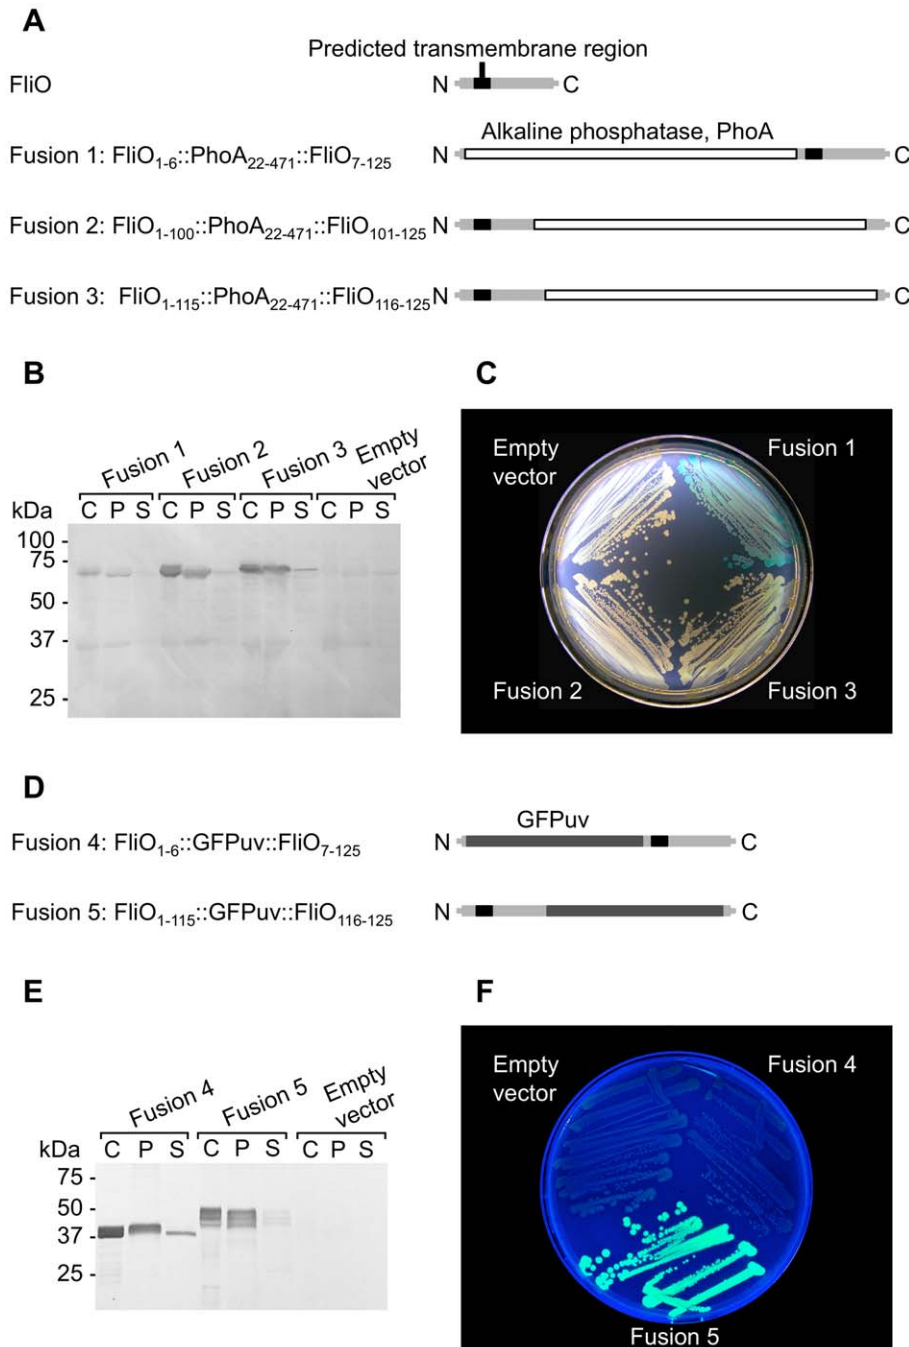 A
Predicted transmembrane region
FliO N C
Alkaline phosphatase, PhoA
Fusion 1: FliO1-6::PhoA22-471::FliO7-125 N C
Fusion 2: FliO1-100::PhoA22-471::FliO101-125 N C
Fusion 3: FliO1-115::PhoA22-471::FliO116-125 N C
B
Fusion 1 Fusion 2 Fusion 3 Empty vector
kDa C P S C P S C P S C P S
100 -
75 -
50 -
37 -
25 -
C
Empty vector
Fusion 1
Fusion 2
Fusion 3
D
GFPuv
Fusion 4: FliO1-6::GFPuv::FliO7-125 N C
Fusion 5: FliO1-115::GFPuv::FliO116-125 N C
E
Fusion 4 Fusion 5 Empty vector
kDa C P S C P S C P S
75 -
50 -
37 -
25 -
F
Empty vector
Fusion 4
Fusion 5